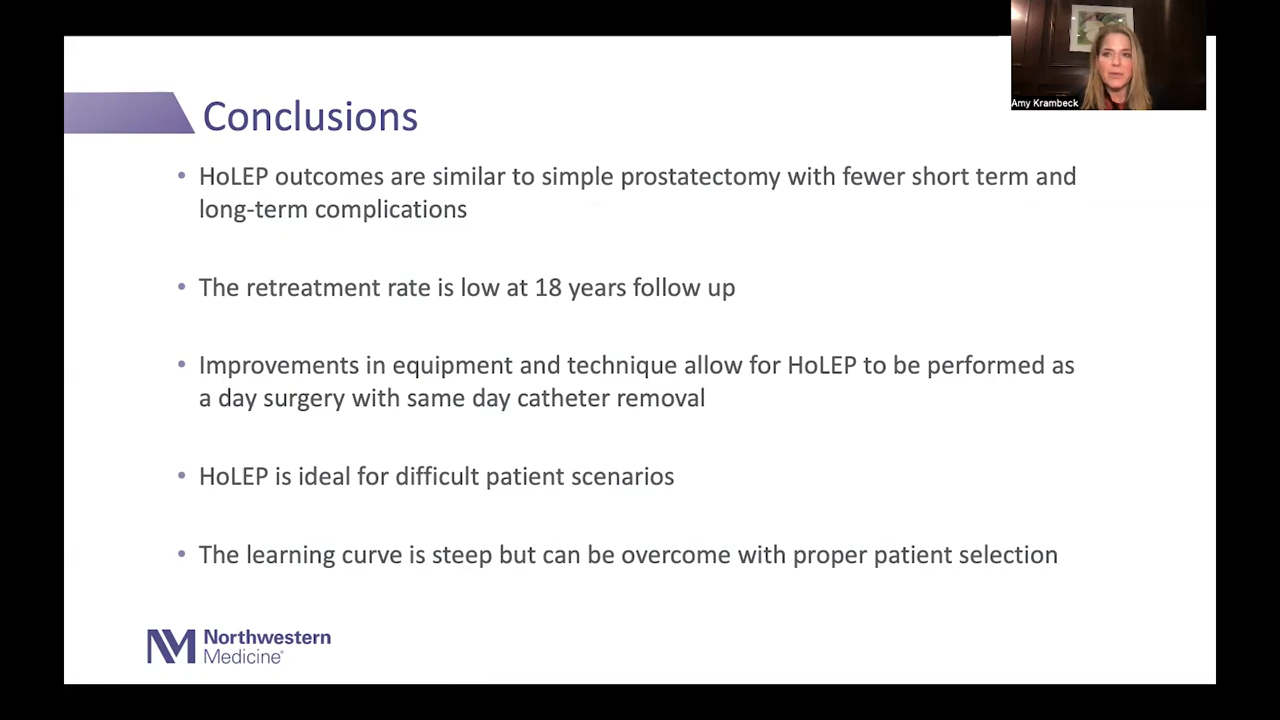 Amy Krambeck
Conclusions
• HoLEP outcomes are similar to simple prostatectomy with fewer short term and
long-term complications
• The retreatment rate is low at 18 years follow up
• Improvements in equipment and technique allow for HoLEP to be performed as
a day surgery with same day catheter removal
• HoLEP is ideal for difficult patient scenarios
• The learning curve is steep but can be overcome with proper patient selection
NM Northwestern
Medicine®